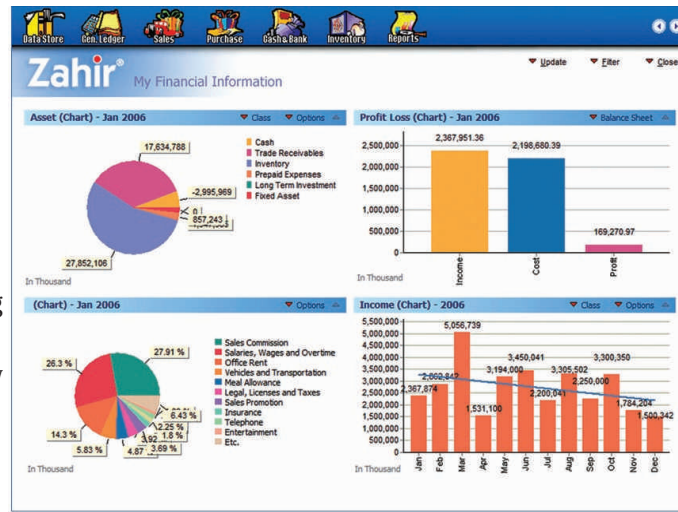 Data Store Gen. Ledger Sales Purchase Cash & Bank Inventory Reports
Zahir®
My Financial Information
Update Filter Close
Asset (Chart) - Jan 2006
Class Options
17,634,788
-2,995,969
0
857,243
27,852,106
Cash
Trade Receivables
Inventory
Prepaid Expenses
Long Term Investment
Fixed Asset
In Thousand
Profit Loss (Chart) - Jan 2006
Balance Sheet
2,500,000
2,000,000
1,500,000
1,000,000
500,000
0
2,367,951.36
2,198,680.39
169,270.97
Income
Cost
Profit
In Thousand
(Chart) - Jan 2006
Options
27.91 %
26.3 %
14.3 %
5.83 %
4.87
3.92
3.69 %
1.8 %
2.25 %
6.43 %
Sales Commission
Salaries, Wages and Overtime
Office Rent
Vehicles and Transportation
Meal Allowance
Legal, Licenses and Taxes
Sales Promotion
Insurance
Telephone
Entertainment
Etc.
In Thousand
Income (Chart) - 2006
Class Options
5,500,000
5,000,000
4,500,000
4,000,000
3,500,000
3,000,000
2,500,000
2,000,000
1,500,000
1,000,000
500,000
0
2,367,874
5,056,739
1,531,100
3,194,000
3,450,041
2,200,041
3,305,502
2,250,000
3,300,350
1,784,204
1,500,342
Jan
Feb
Mar
Apr
May
Jun
Jul
Aug
Sep
Oct
Nov
Dec
In Thousand